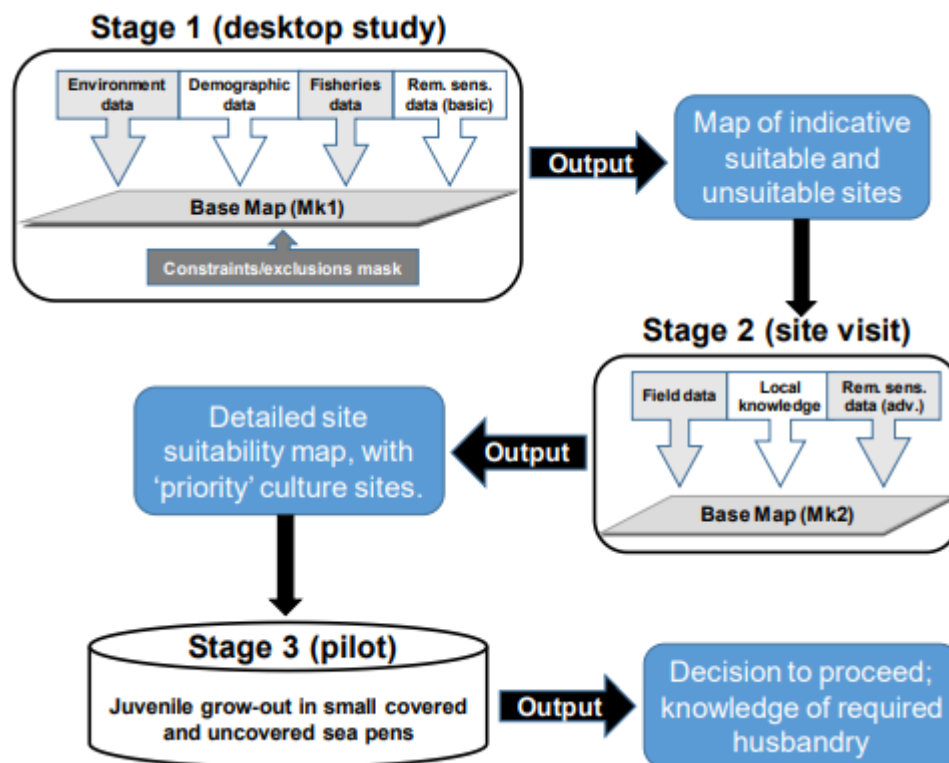 Stage 1 (desktop study)
Environment
data
Demographic
data
Fisheries
data
Rem. sens.
data (basic)
Base Map (Mk1)
Constraints/exclusions mask
Output
Map of indicative
suitable and
unsuitable sites
Stage 2 (site visit)
Field data
Local
knowledge
Rem. sens.
data (adv.)
Base Map (Mk2)
Output
Detailed site
suitability map, with
‘priority’ culture sites.
Stage 3 (pilot)
Juvenile grow-out in small covered
and uncovered sea pens
Output
Decision to proceed;
knowledge of required
husbandry